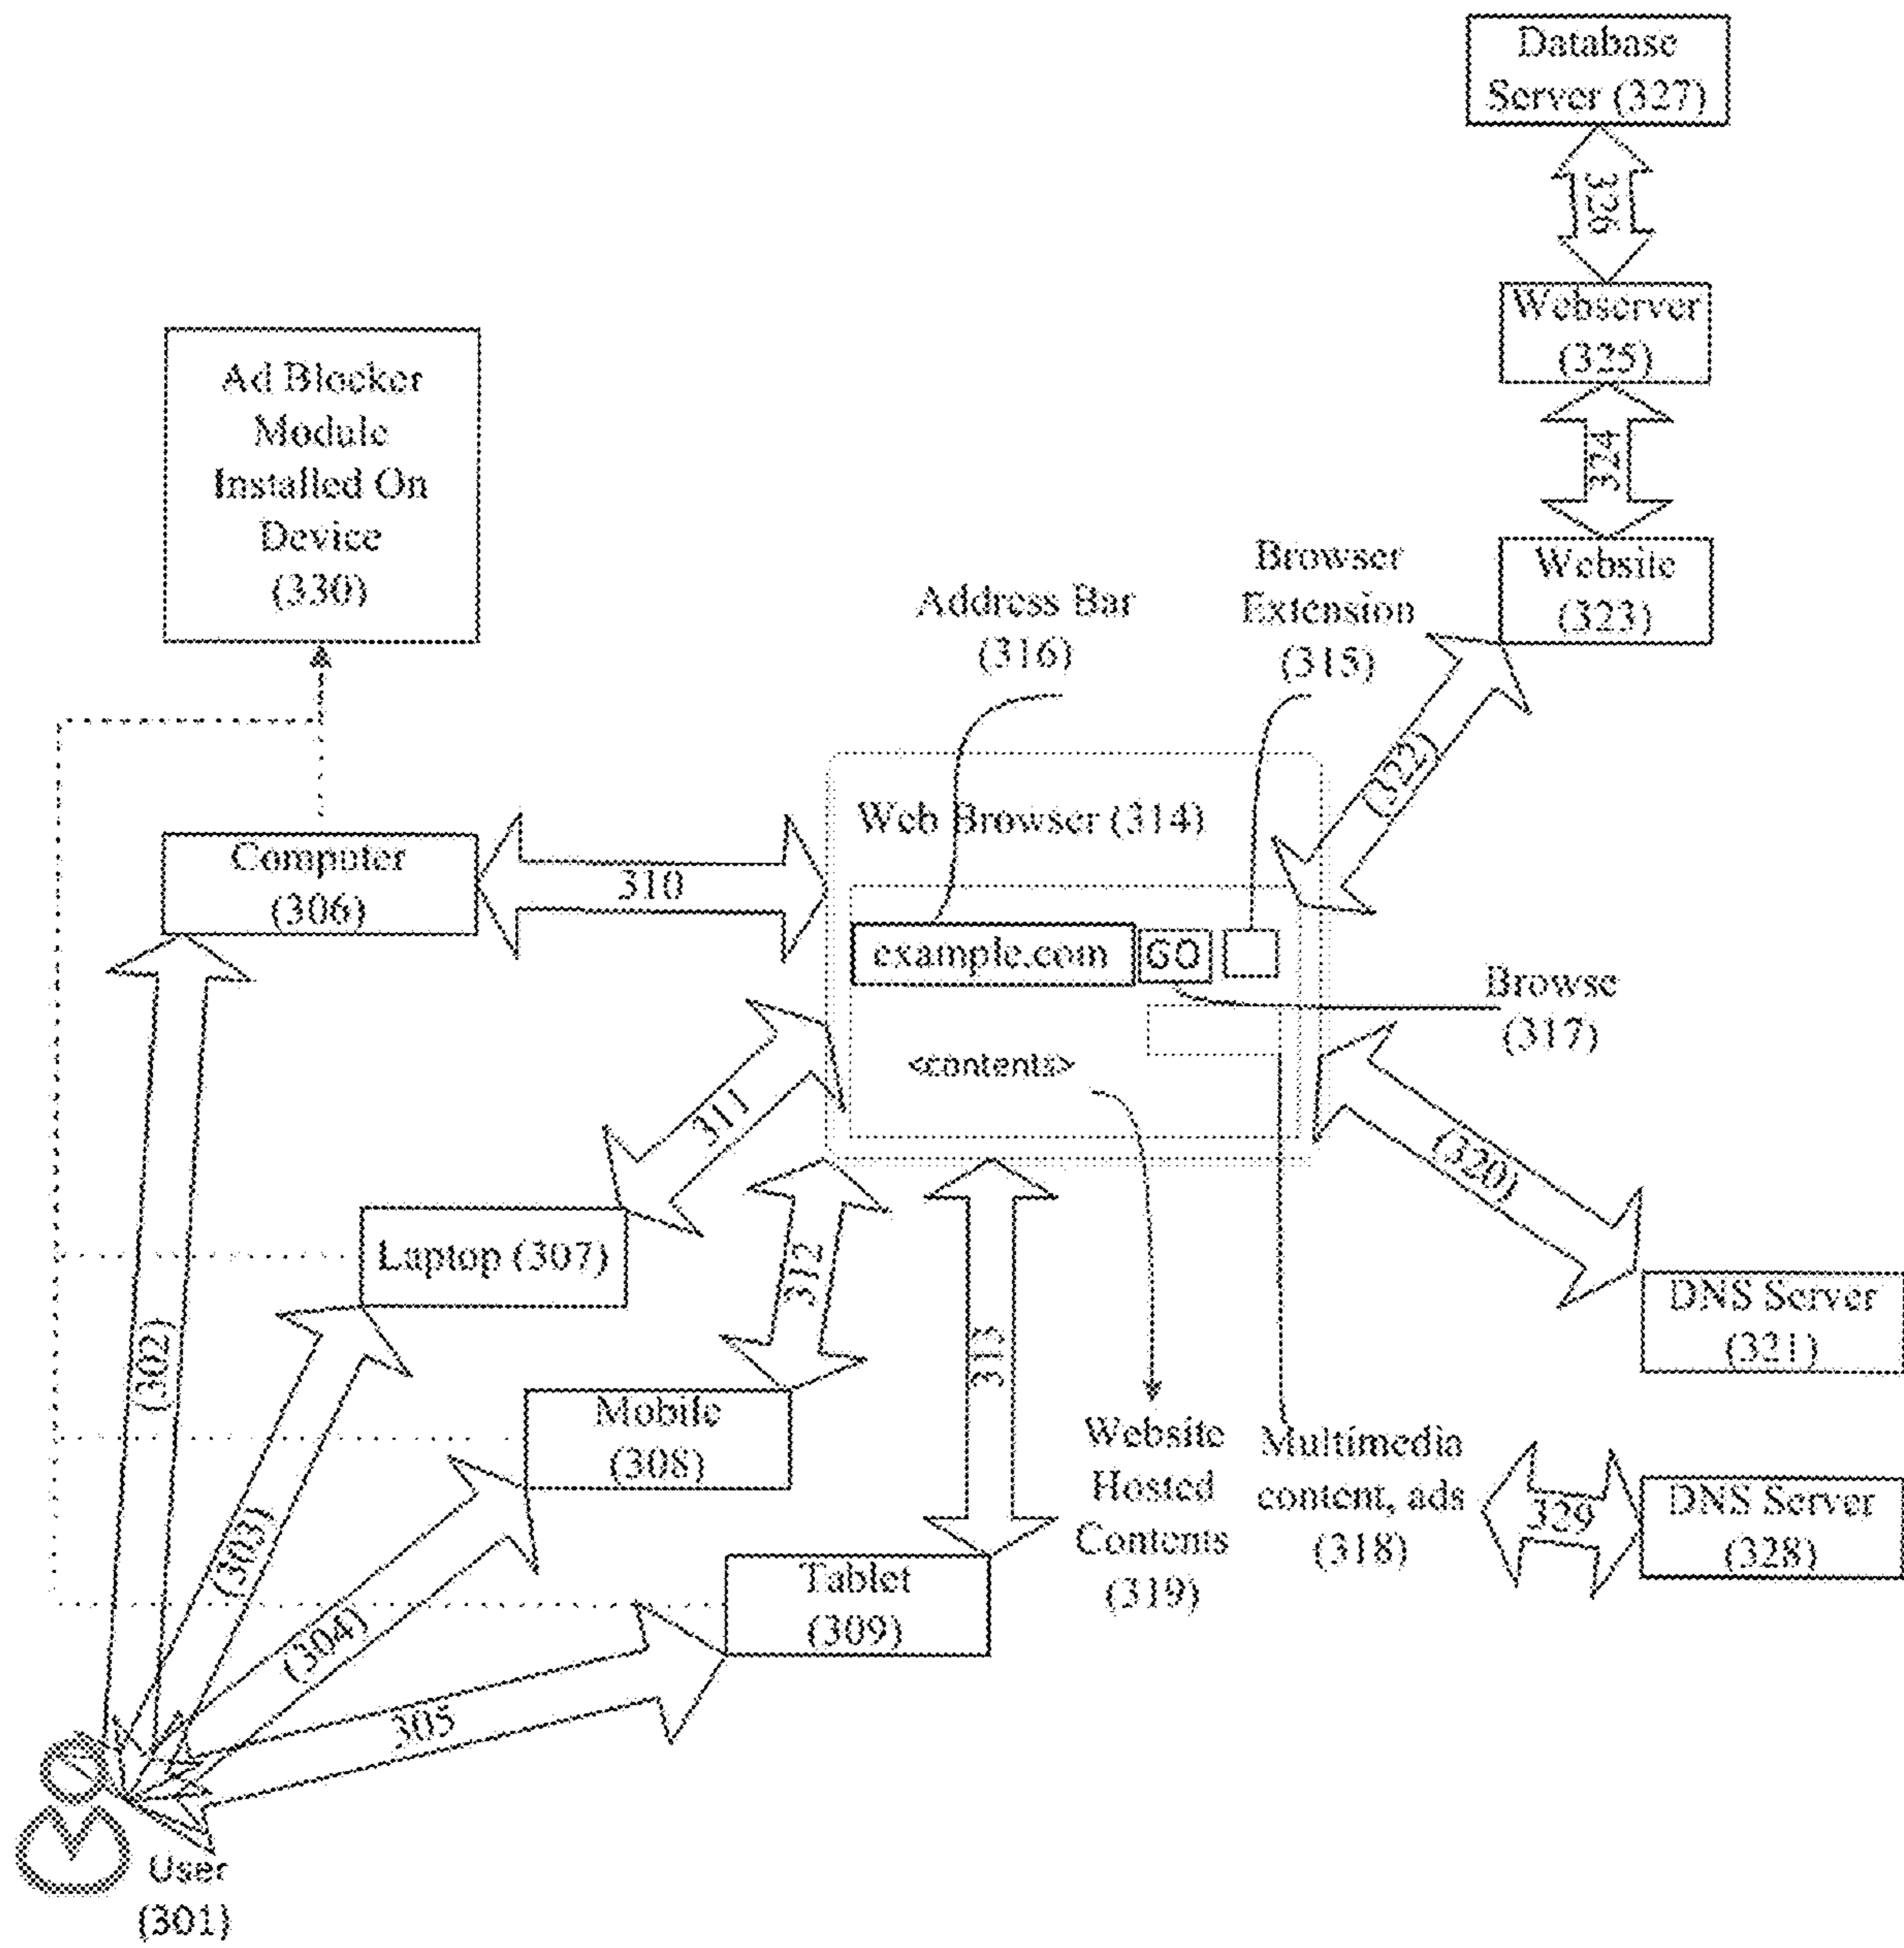 Database
Server (327)
326
Webserver
(325)
324
Website
(323)
Ad Blocker
Module
Installed On
Device
(330)
Address Bar
(316)
Browser
Extension
(315)
(322)
Web Browser (314)
Computer
(306)
310
example.com
GO
Browse
(317)
<contents>
311
(320)
Laptop (307)
312
313
DNS Server
(321)
(302)
Mobile
(308)
Website
Hosted
Contents
(319)
Multimedia
content, ads
(318)
329
DNS Server
(328)
(303)
(304)
Tablet
(309)
305
User
(301)